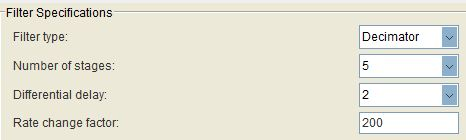 Filter Specifications
Filter type: Decimator
Number of stages: 5
Differential delay: 2
Rate change factor: 200